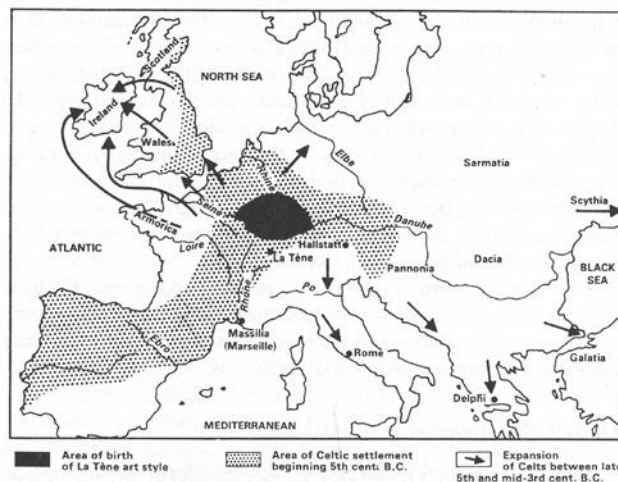 NORTH SEA
Scotland
Ireland
Wales
Elbe
Sarmatia
Scythia
Rhône
Seine
Armorica
Loire
ATLANTIC
Danube
Hallstatt
La Tène
Pannonia
Dacia
BLACK
SEA
Rhône
Po
Massilia
(Marseille)
Ebro
Rome
Galatia
Delphi
MEDITERRANEAN
Area of birth
of La Tène art style
Area of Celtic settlement
beginning 5th cent. B.C.
Expansion
of Celts between late
5th and mid-3rd cent. B.C.